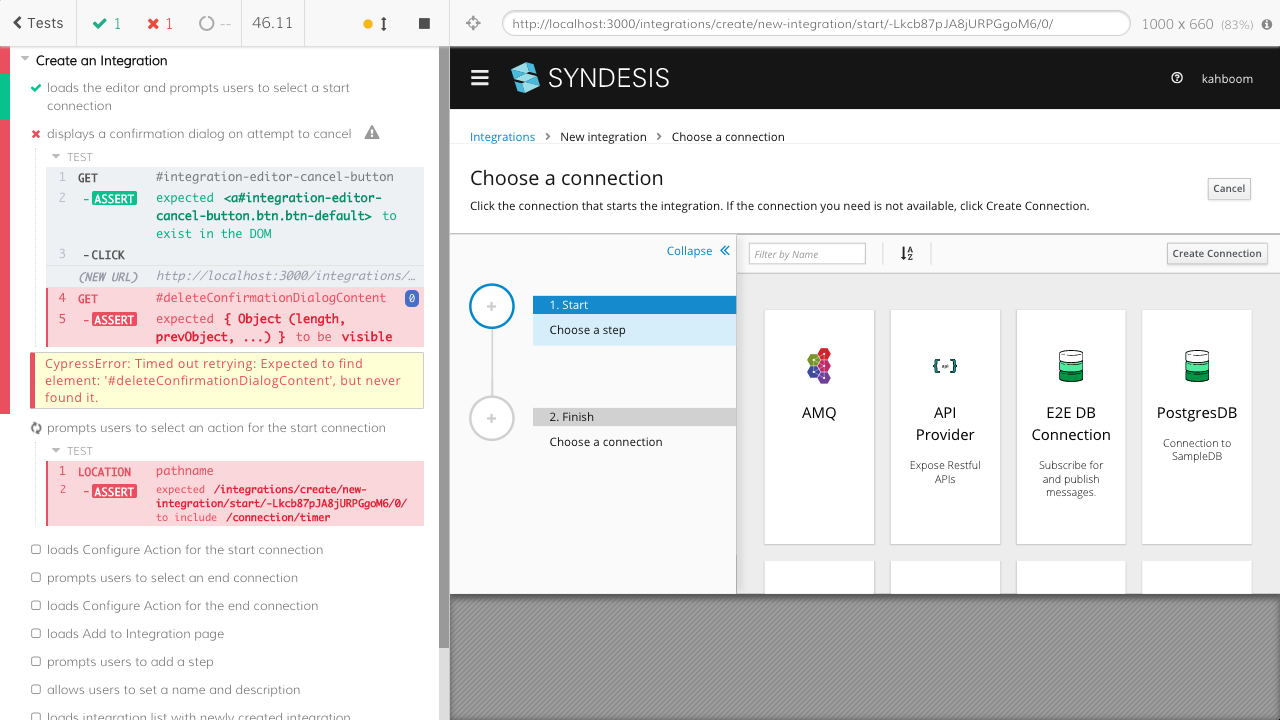 Tests
1
1
--
46.11
http://localhost:3000/integrations/create/new-integration/start/-Lkcb87pJA8jURPGgoM6/0/
1000 x 660 (83%)
Create an Integration
loads the editor and prompts users to select a start
connection
displays a confirmation dialog on attempt to cancel
TEST
1 GET #integration-editor-cancel-button
2 -ASSERT expected <a#integration-editor-
cancel-button.btn.btn-default> to
exist in the DOM
3 -CLICK
(NEW URL) http://localhost:3000/integrations/…
4 GET #deleteConfirmationDialogContent 0
5 -ASSERT expected { Object (length,
prevObject, ...) } to be visible
CypressError: Timed out retrying: Expected to find
element: '#deleteConfirmationDialogContent', but never
found it.
prompts users to select an action for the start connection
TEST
1 LOCATION pathname
2 -ASSERT expected /integrations/create/new-
integration/start/-Lkcb87pJA8jURPGgoM6/0/
to include /connection/timer
loads Configure Action for the start connection
prompts users to select an end connection
loads Configure Action for the end connection
loads Add to Integration page
prompts users to add a step
allows users to set a name and description
loads integration list with newly created integration
SYNDESIS
kahboom
Integrations > New integration > Choose a connection
Choose a connection
Click the connection that starts the integration. If the connection you need is not available, click Create Connection.
Cancel
Collapse
Filter by Name
Create Connection
1. Start
Choose a step
2. Finish
Choose a connection
AMQ
api
API
Provider
Expose Restful
APIs
E2E DB
Connection
Subscribe for
and publish
messages.
PostgresDB
Connection to
SampleDB